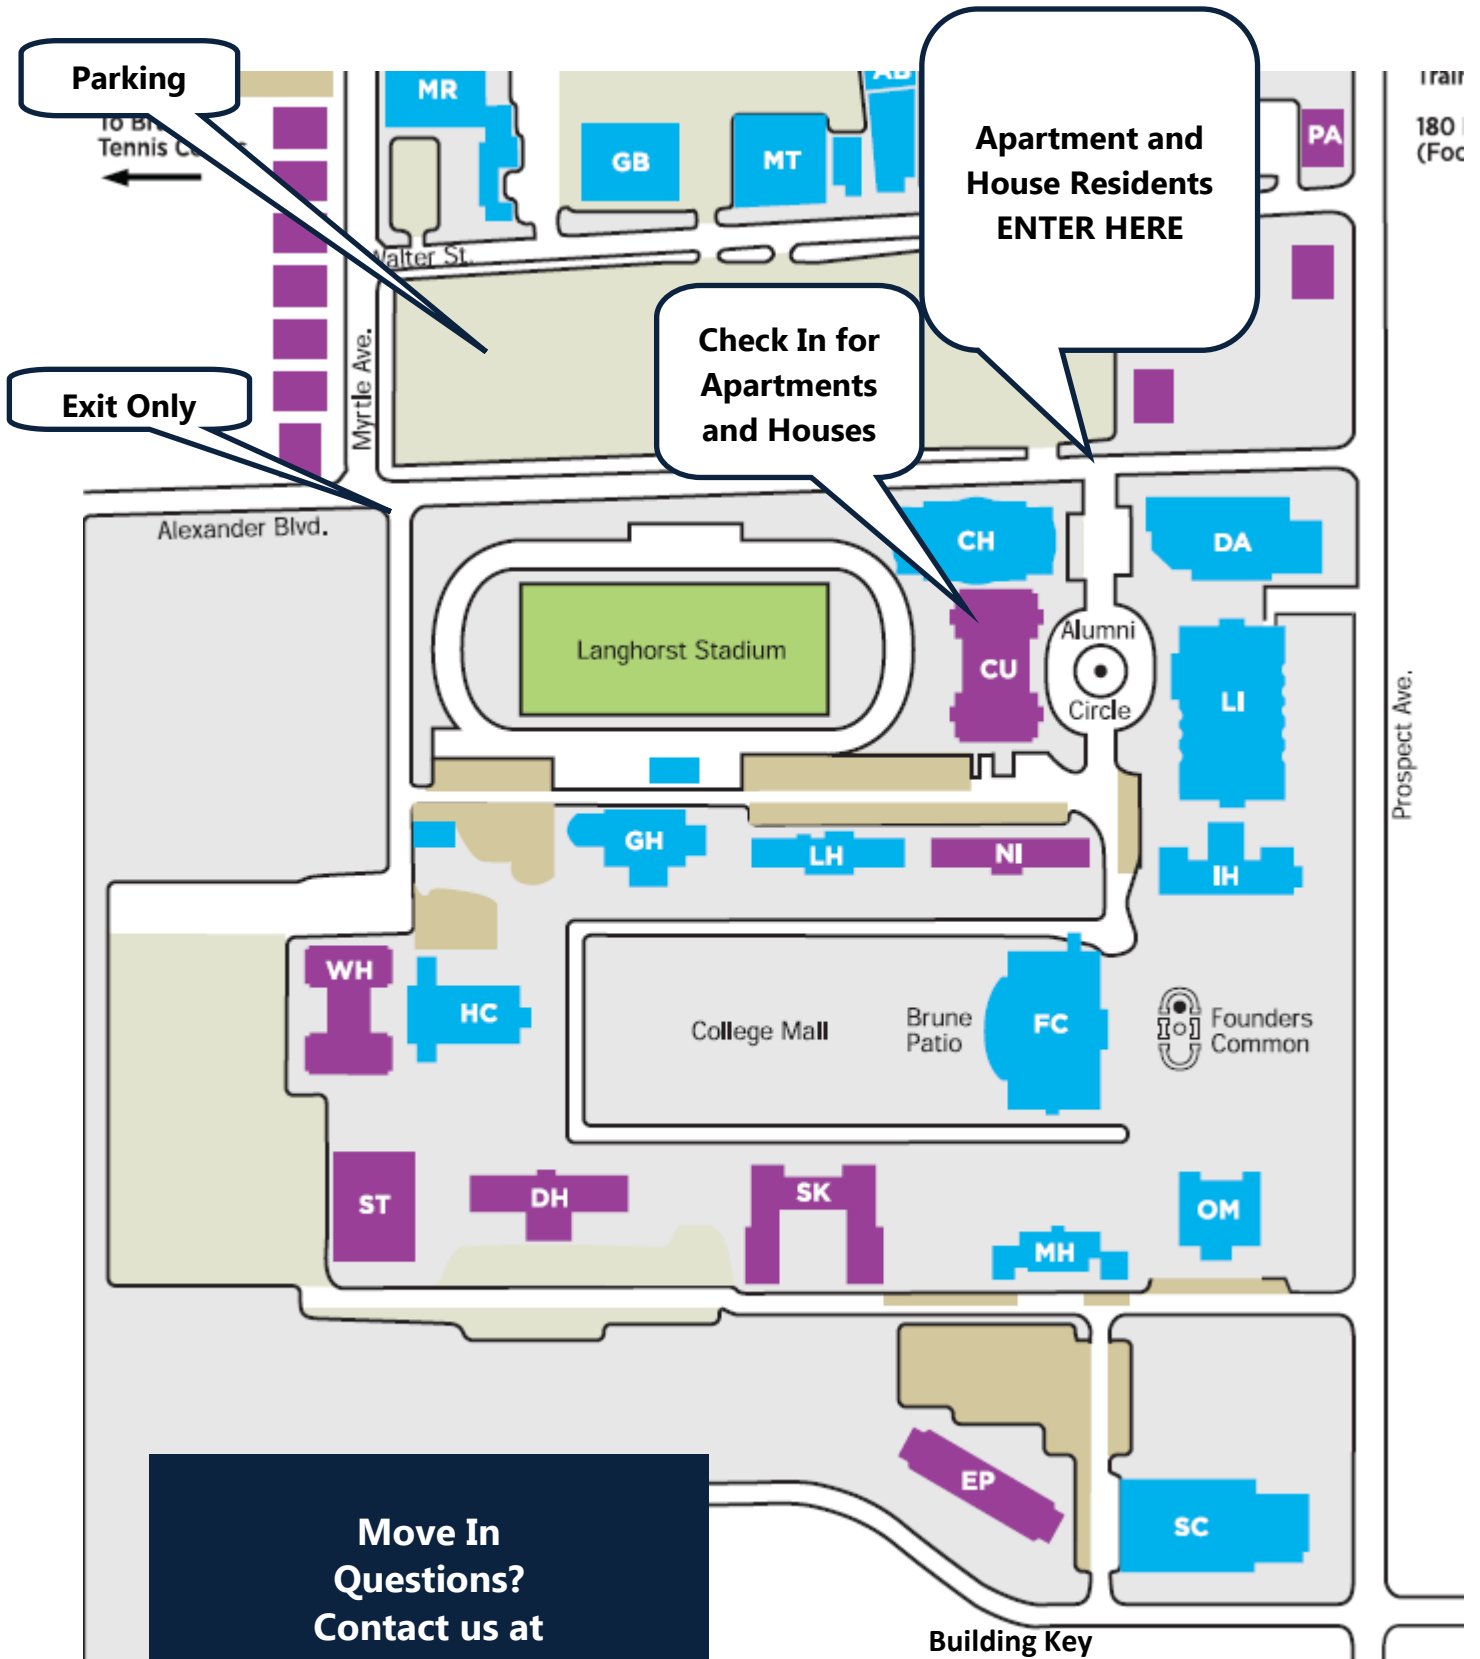 Parking
MR
AB
Apartment and
House Residents
ENTER HERE
PA
180
Tennis
GB
MT
Walter St.
Check In for
Apartments
and Houses
Exit Only
Myrtle Ave.
Alexander Blvd.
CH
DA
Langhorst Stadium
Alumni
Circle
CU
LI
Prospect Ave.
GH
LH
NI
IH
WH
HC
College Mall
Brune
Patio
FC
Founders
Common
ST
DH
SK
MH
OM
EP
SC
Move In
Questions?
Contact us at
Building Key